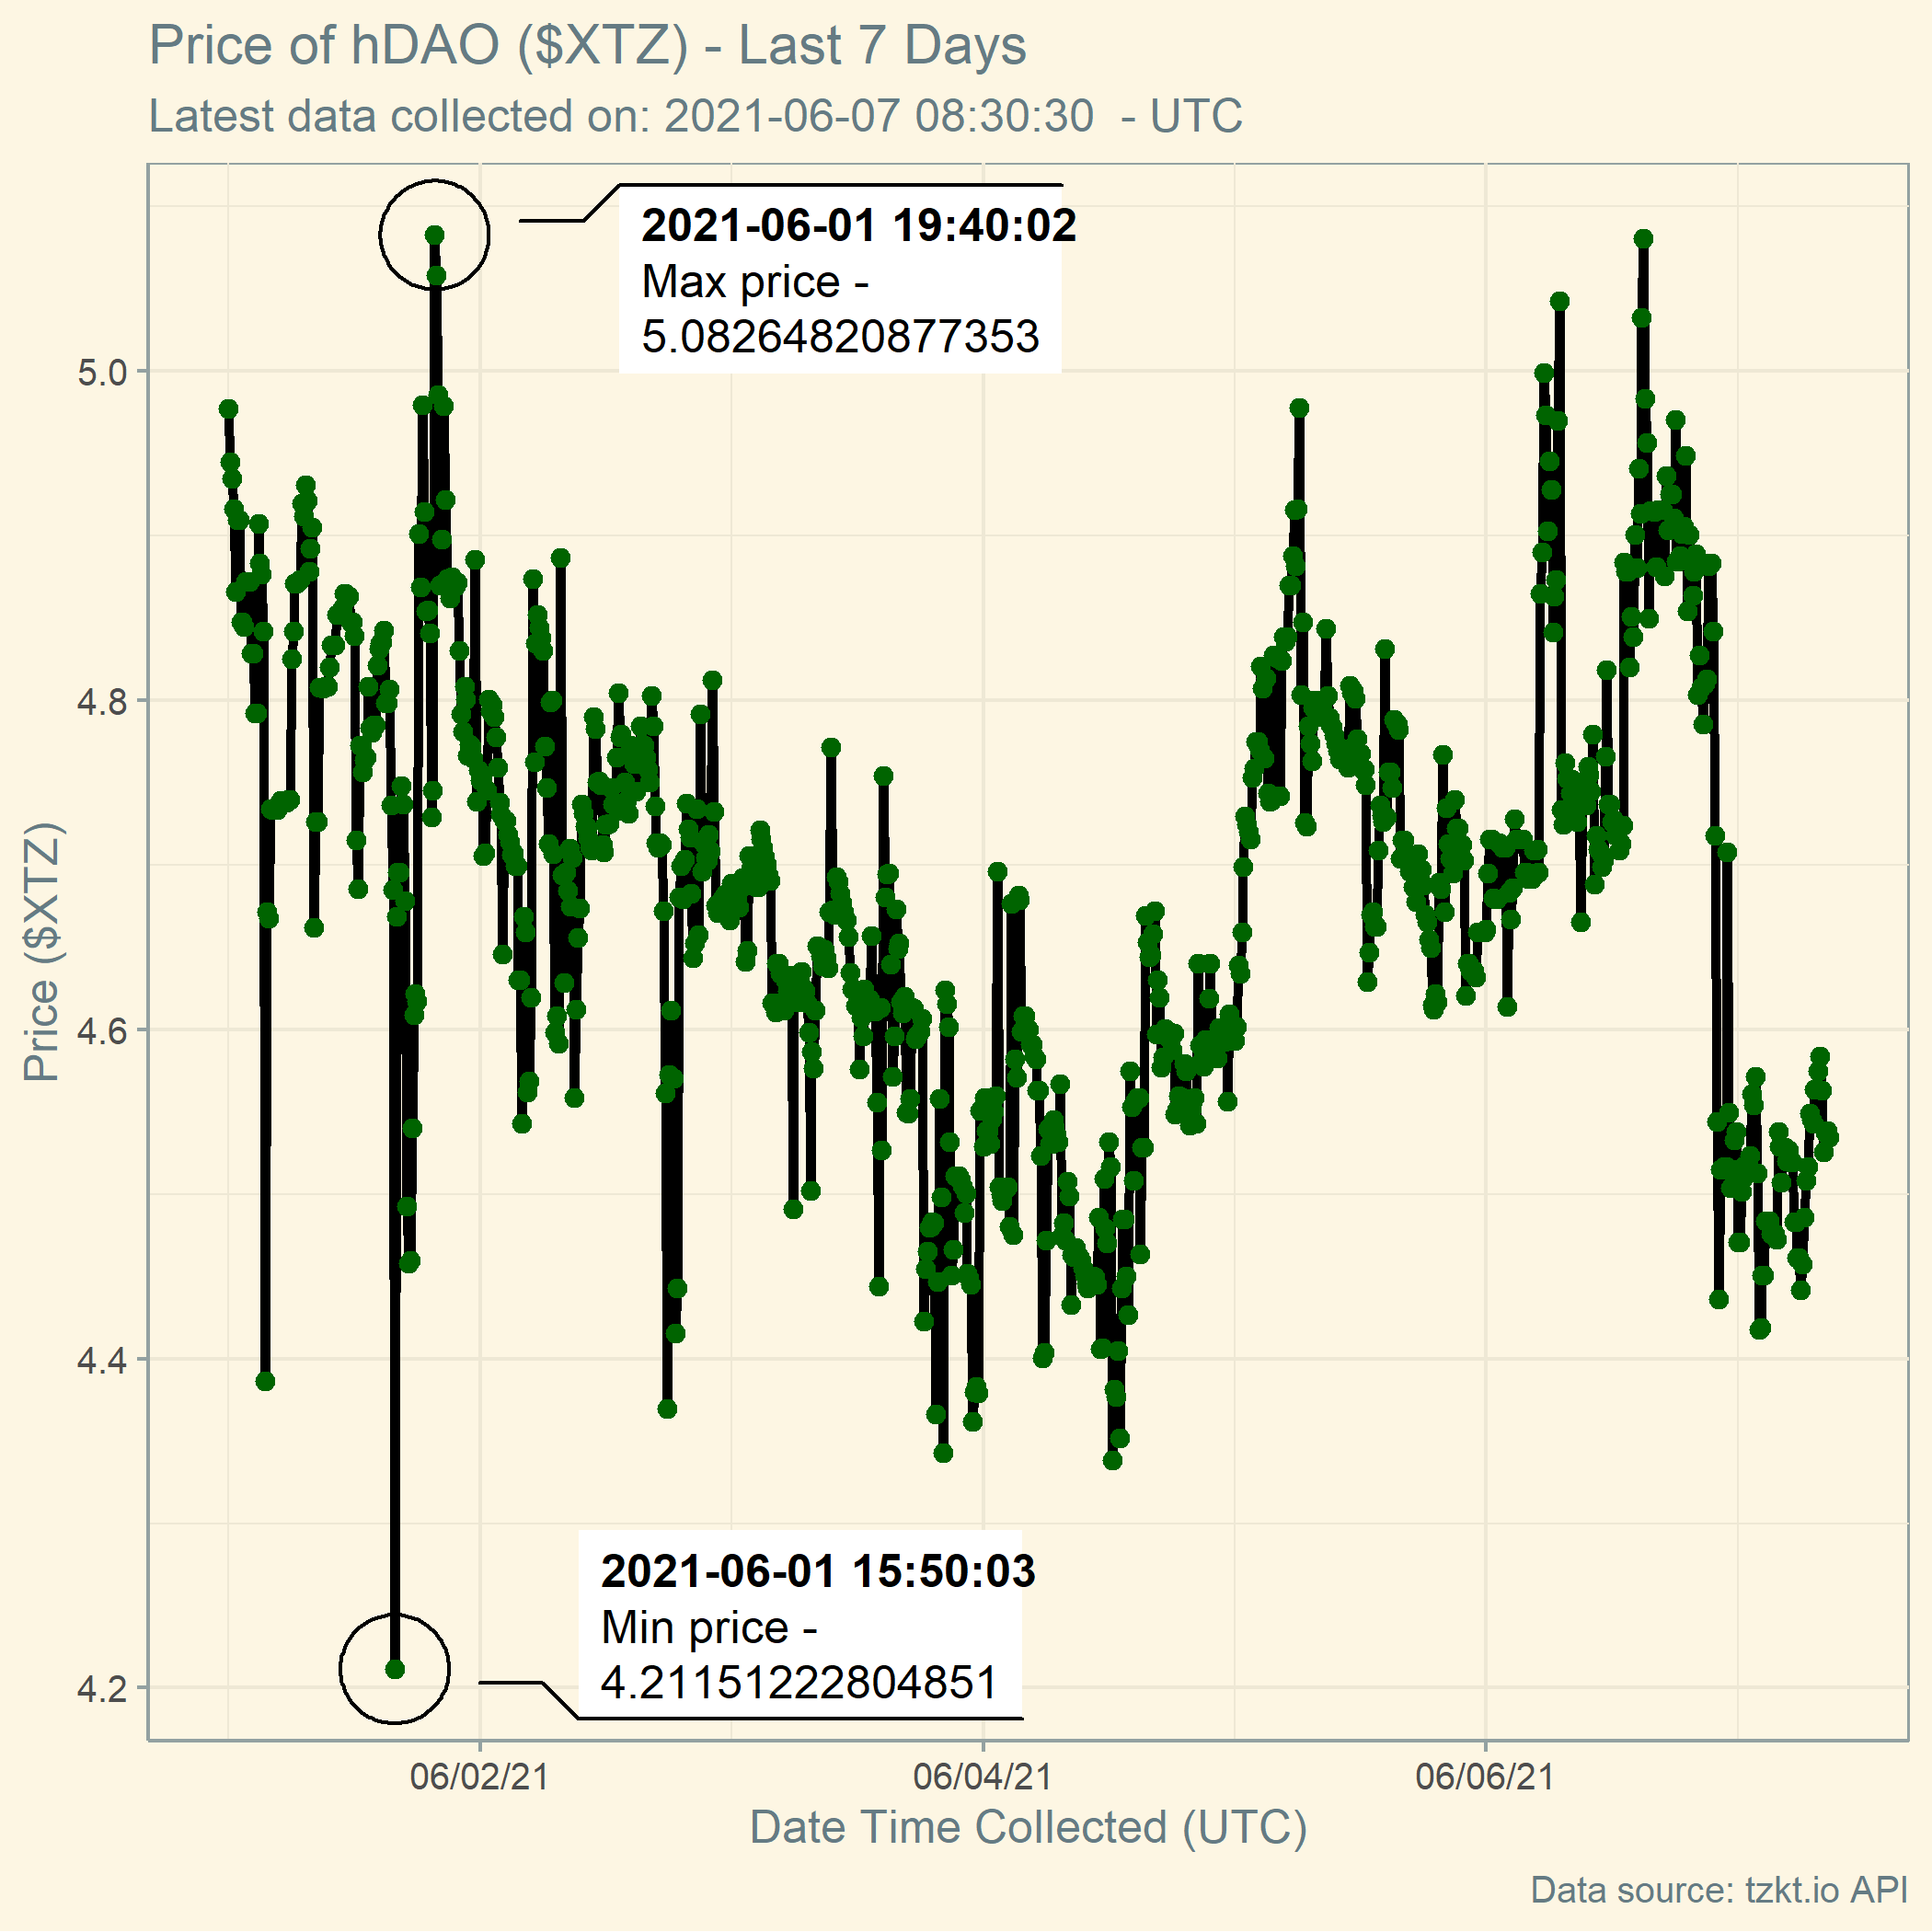 Price of hDAO ($XTZ) - Last 7 Days
Latest data collected on: 2021-06-07 08:30:30  - UTC
2021-06-01 19:40:02
Max price -
5.08264820877353
5.0
4.8
4.6
4.4
4.2
Price ($XTZ)
2021-06-01 15:50:03
Min price -
4.21151222804851
06/02/21
06/04/21
06/06/21
Date Time Collected (UTC)
Data source: tzkt.io API